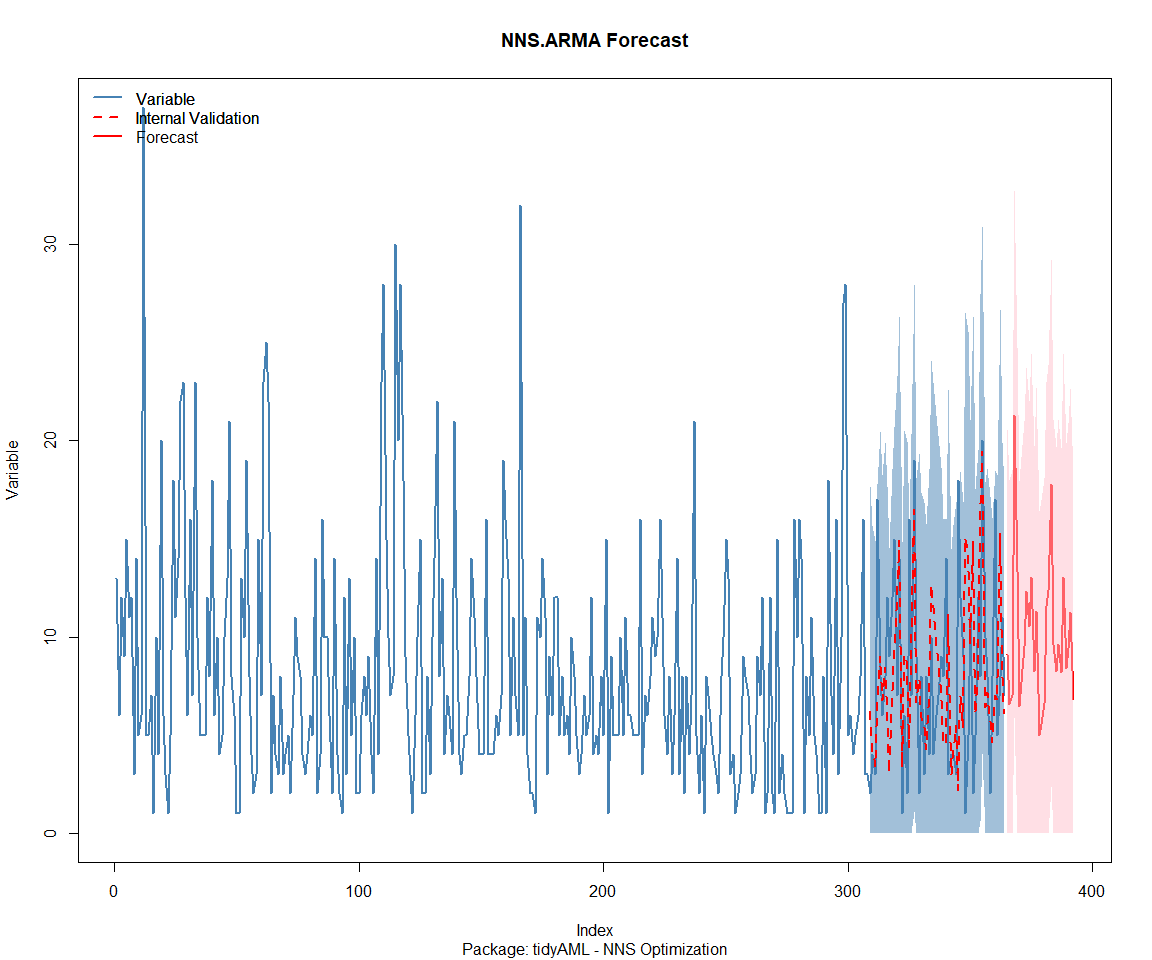 NNS.ARMA Forecast
Variable
Internal Validation
Forecast
Variable
30
20
10
0
0
100
200
300
400
Index
Package: tidyAML - NNS Optimization